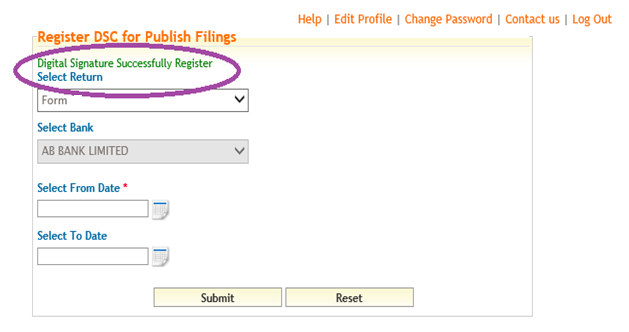 Help | Edit Profile | Change Password | Contact us | Log Out
Register DSC for Publish Filings
Digital Signature Successfully Register
Select Return
Form
Select Bank
AB BANK LIMITED
Select From Date *
Select To Date
Submit Reset